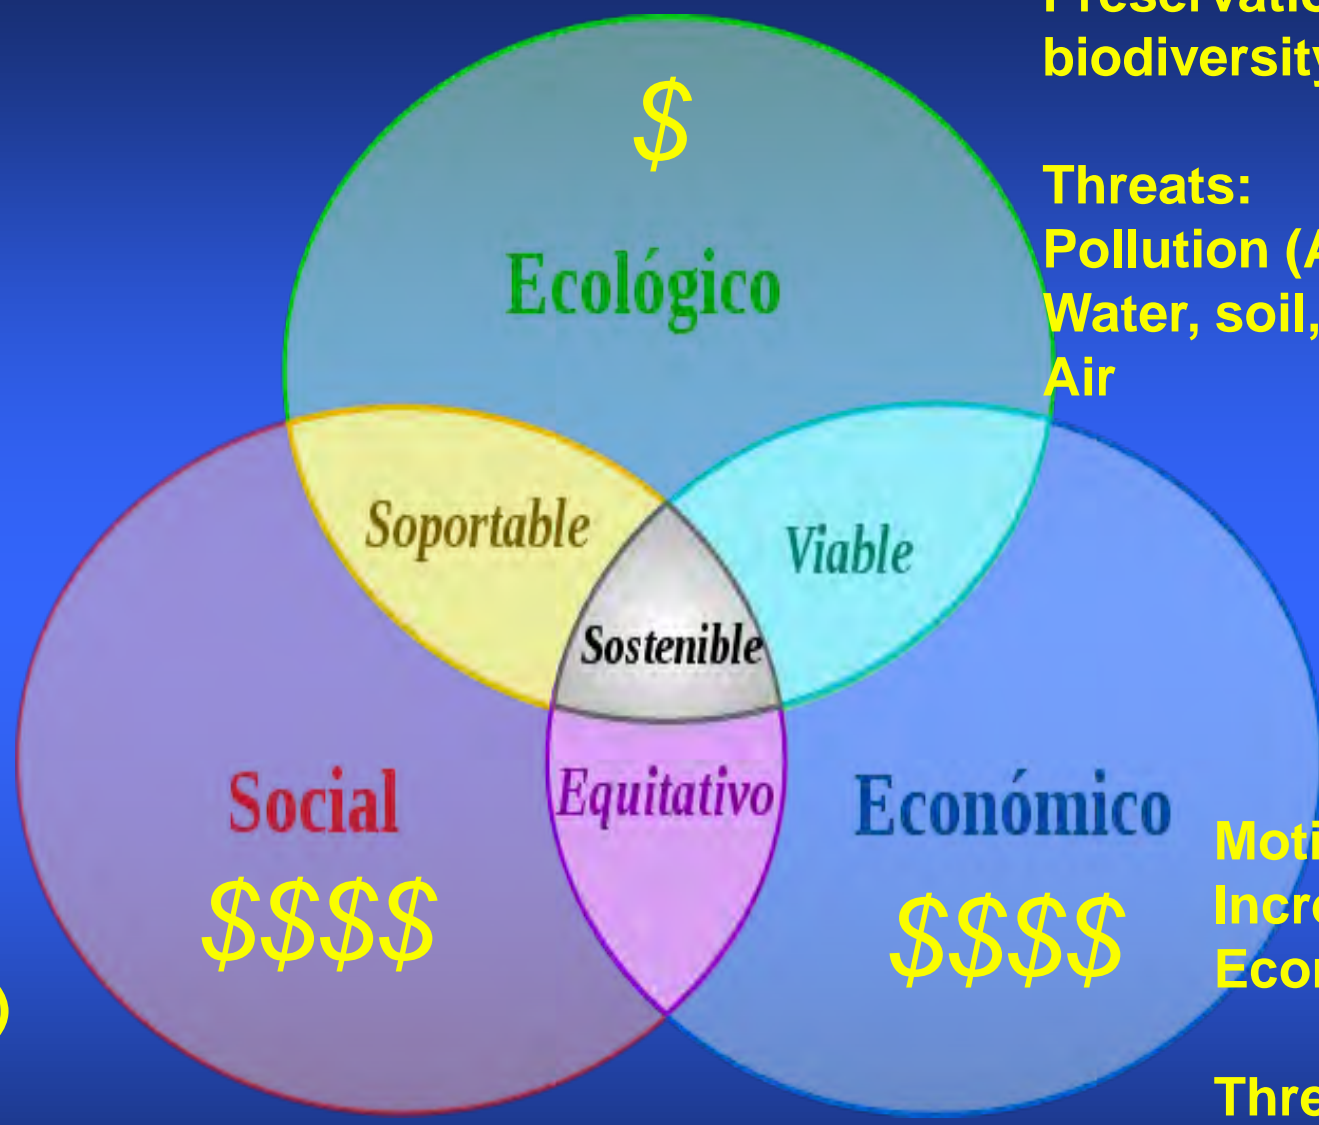 biodiversity
$
Threats:
Ecológico
Pollution (
Water, soil,
Air
Soportable
Viable
Sostenible
Social
Equitativo
Económico
$$$$
$$$$
)